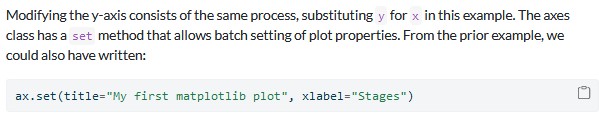 Modifying the y-axis consists of the same process, substituting y for x in this example. The axes
class has a set method that allows batch setting of plot properties. From the prior example, we
could also have written:
ax.set(title="My first matplotlib plot", xlabel="Stages")